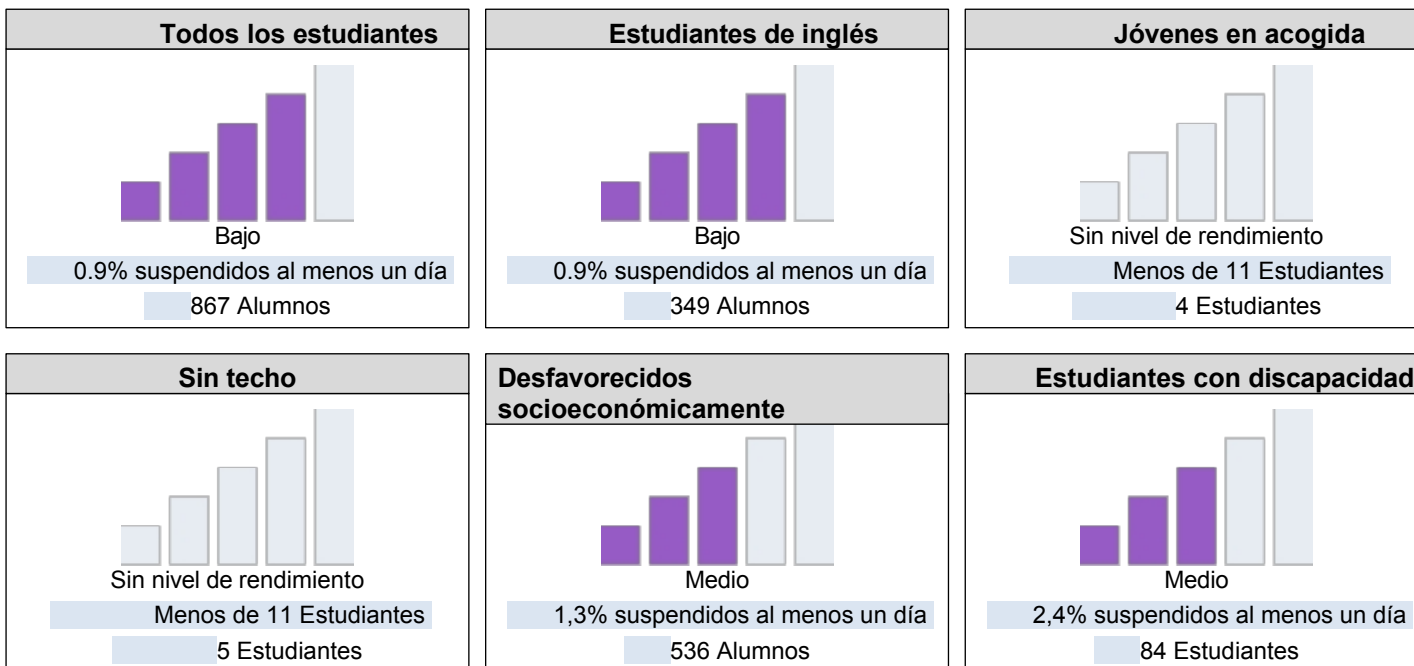 Todos los estudiantes
Bajo
0.9% suspendidos al menos un día
867 Alumnos
Estudiantes de inglés
Bajo
0.9% suspendidos al menos un día
349 Alumnos
Jóvenes en acogida
Sin nivel de rendimiento
Menos de 11 Estudiantes
4 Estudiantes
Sin techo
Sin nivel de rendimiento
Menos de 11 Estudiantes
5 Estudiantes
Desfavorecidos
socioeconómicamente
Medio
1,3% suspendidos al menos un día
536 Alumnos
Estudiantes con discapacidad
Medio
2,4% suspendidos al menos un día
84 Estudiantes